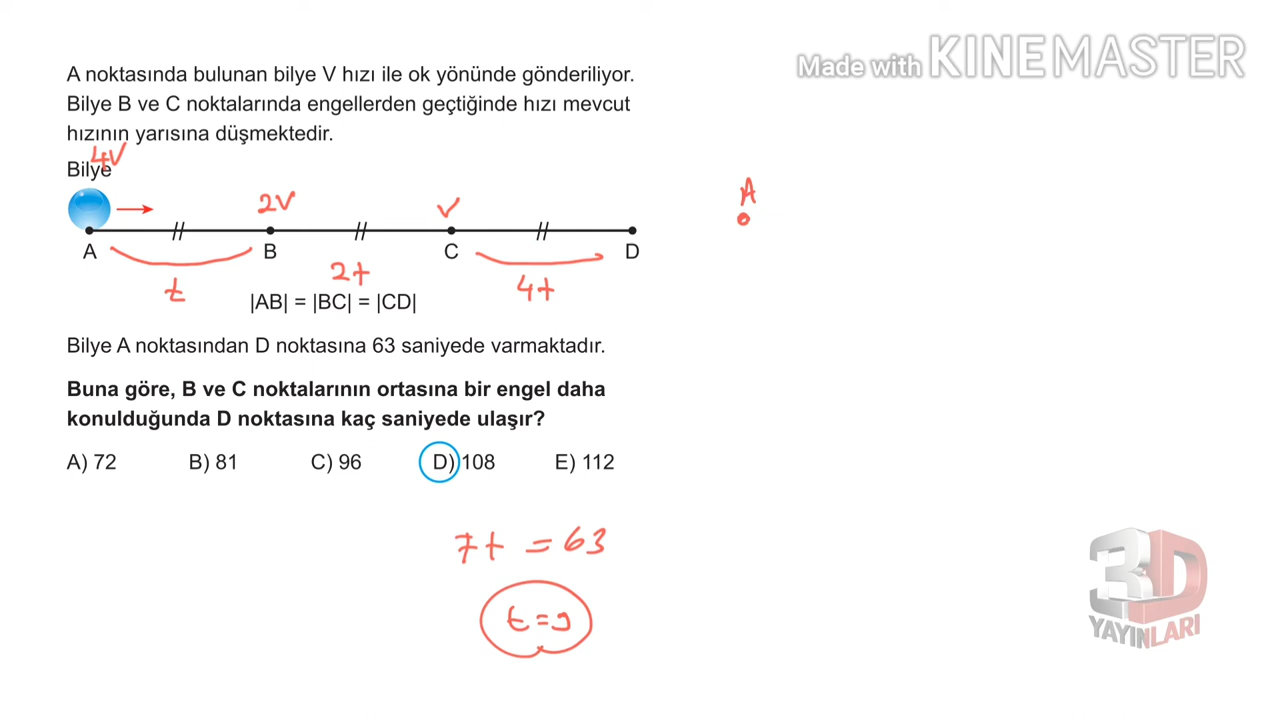 Made with KINEMASTER
A noktasında bulunan bilye V hızı ile ok yönünde gönderiliyor.
Bilye B ve C noktalarında engellerden geçtiğinde hızı mevcut
hızının yarısına düşmektedir.
4V
Bilye
2V
V
A
A B C D
t
2t
4t
|AB| = |BC| = |CD|
Bilye A noktasından D noktasına 63 saniyede varmaktadır.
Buna göre, B ve C noktalarının ortasına bir engel daha
konulduğunda D noktasına kaç saniyede ulaşır?
A) 72 B) 81 C) 96 D) 108 E) 112
7t = 63
t = 9
3D
YAYINLARI